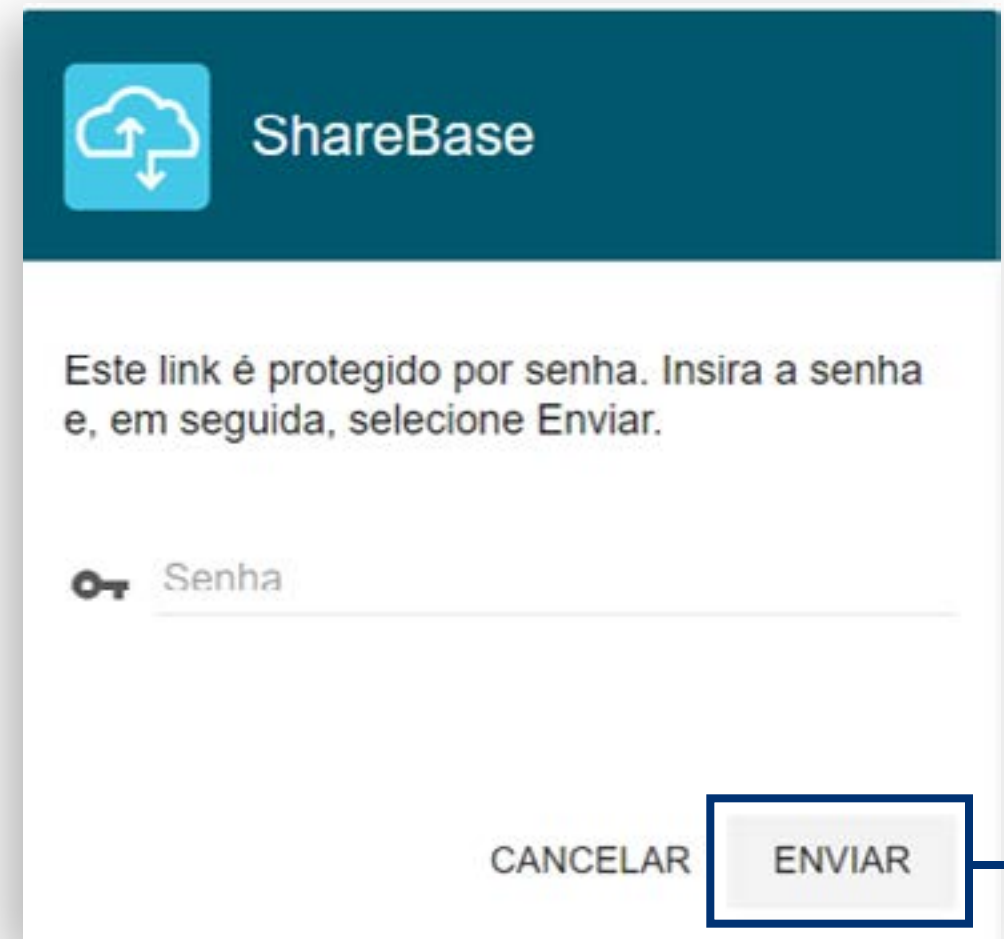 ShareBase
Este link é protegido por senha. Insira a senha
e, em seguida, selecione Enviar.
Senha
CANCELAR ENVIAR